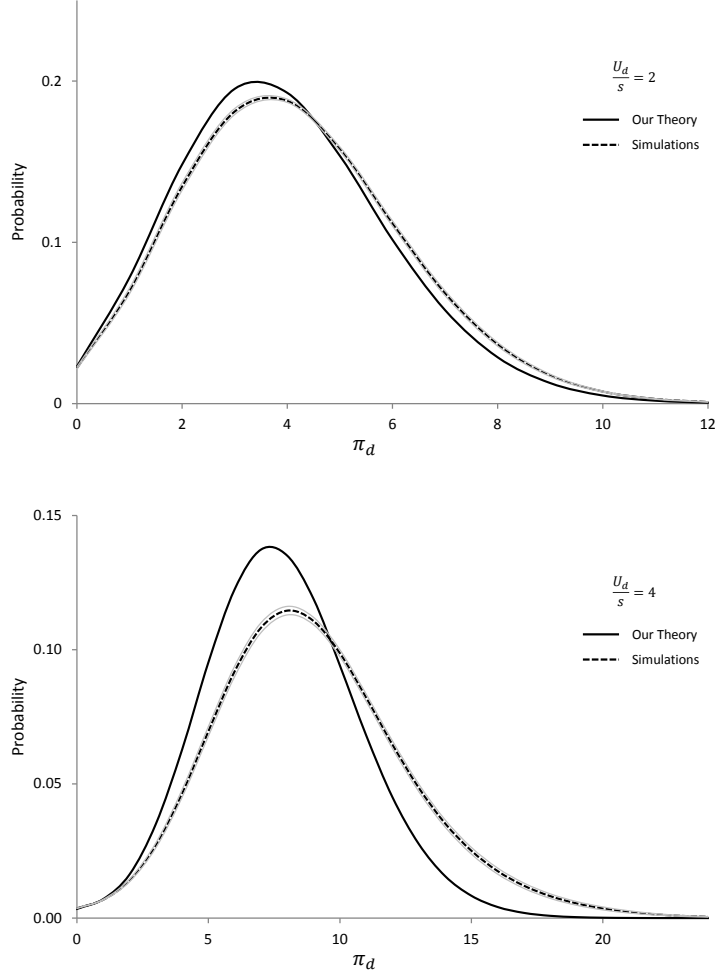 0.2
U_d/s = 2
Our Theory
Simulations
Probability
0.1
0
0 2 4 6 8 10 12
π_d
0.15
U_d/s = 4
Our Theory
0.10
Simulations
Probability
0.05
0.00
0 5 10 15 20
π_d